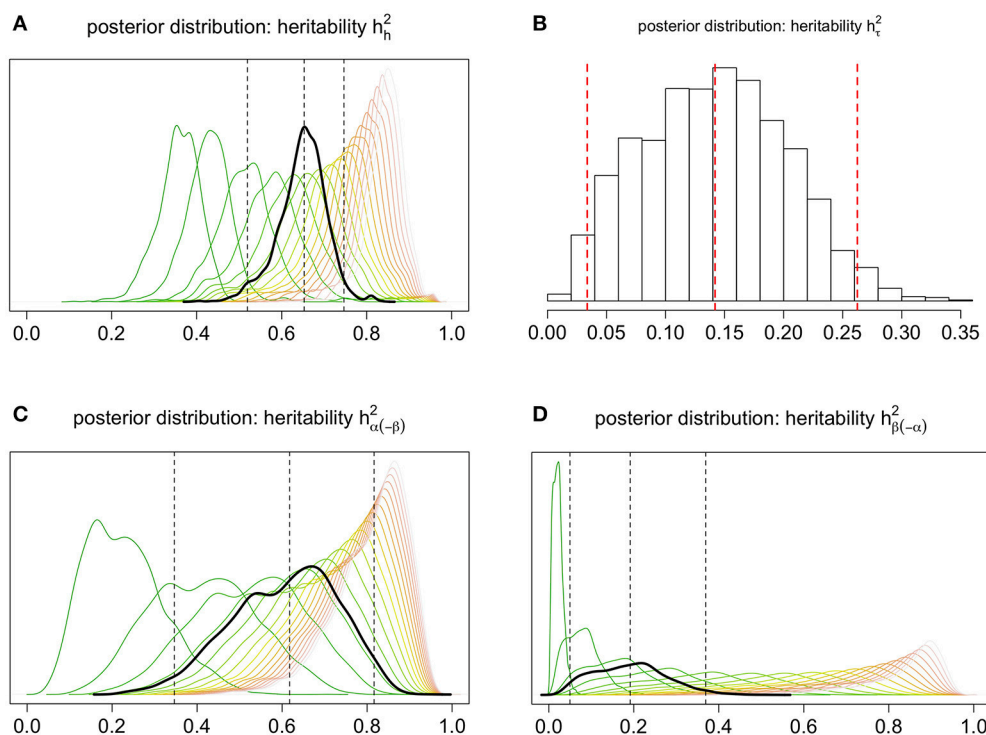 A
posterior distribution: heritability h²ₕ
0.0 0.2 0.4 0.6 0.8 1.0
B
posterior distribution: heritability h²_τ
0.00 0.05 0.10 0.15 0.20 0.25 0.30 0.35
C
posterior distribution: heritability h²_α(−β)
0.0 0.2 0.4 0.6 0.8 1.0
D
posterior distribution: heritability h²_β(−α)
0.0 0.2 0.4 0.6 0.8 1.0